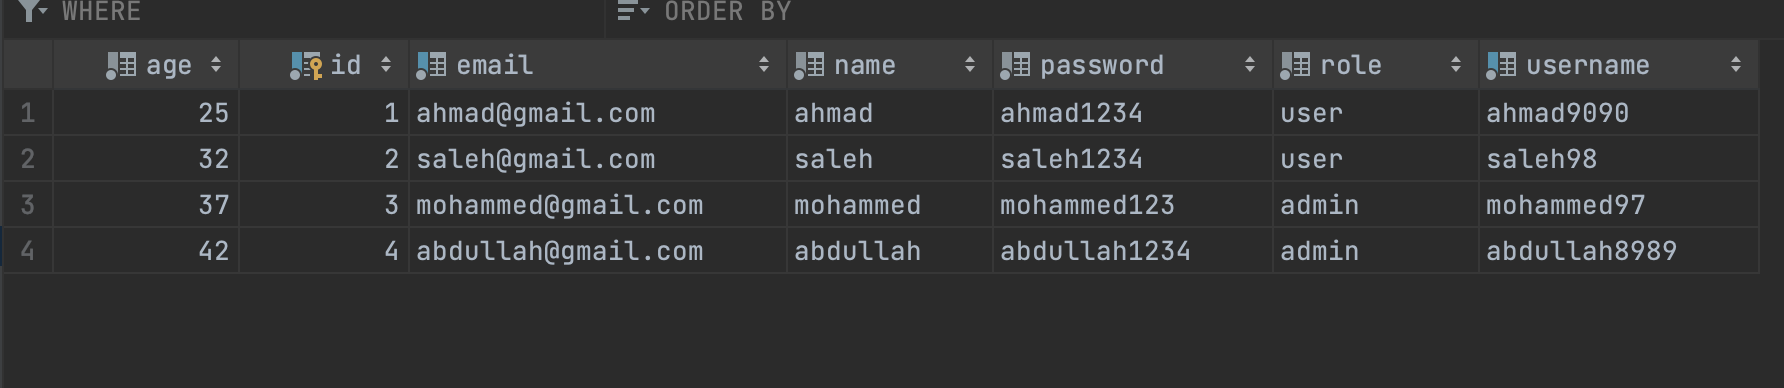 WHERE ORDER BY
age id email name password role username
1 25 1 ahmad@gmail.com ahmad ahmad1234 user ahmad9090
2 32 2 saleh@gmail.com saleh saleh1234 user saleh98
3 37 3 mohammed@gmail.com mohammed mohammed123 admin mohammed97
4 42 4 abdullah@gmail.com abdullah abdullah1234 admin abdullah8989